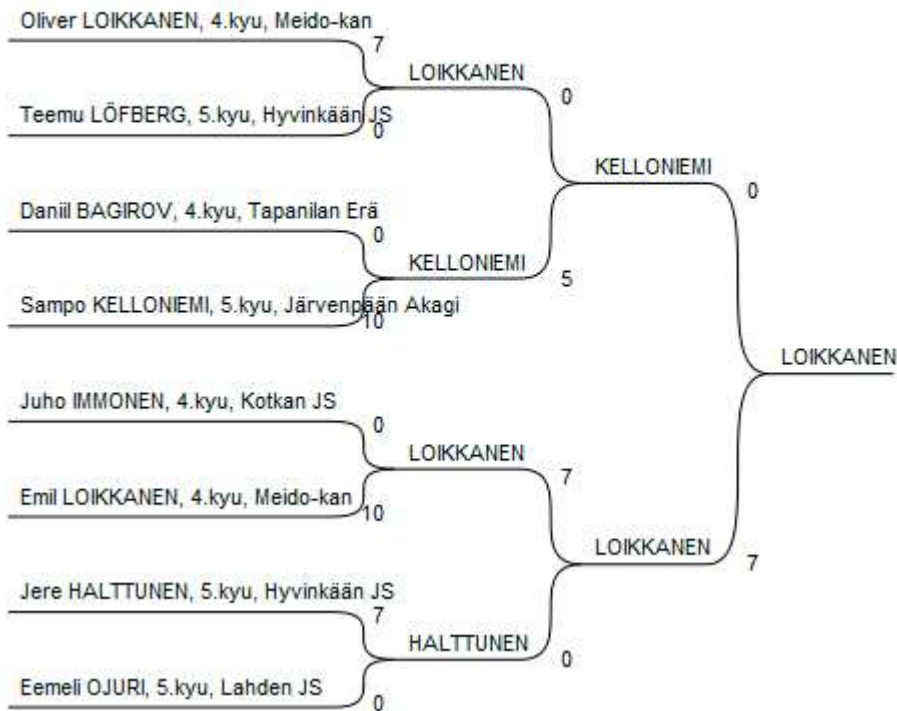 Oliver LOIKKANEN, 4.kyu, Meido-kan
7
LOIKKANEN
0
Teemu LÖFBERG, 5.kyu, Hyvinkään JS
0
KELLONIEMI
0
Daniil BAGIROV, 4.kyu, Tapanilan Erä
0
KELLONIEMI
5
Sampo KELLONIEMI, 5.kyu, Järvenpään Akagi
10
LOIKKANEN
Juho IMMONEN, 4.kyu, Kotkan JS
0
LOIKKANEN
7
Emil LOIKKANEN, 4.kyu, Meido-kan
10
LOIKKANEN
7
Jere HALTTUNEN, 5.kyu, Hyvinkään JS
7
HALTTUNEN
0
Eemeli OJURI, 5.kyu, Lahden JS
0